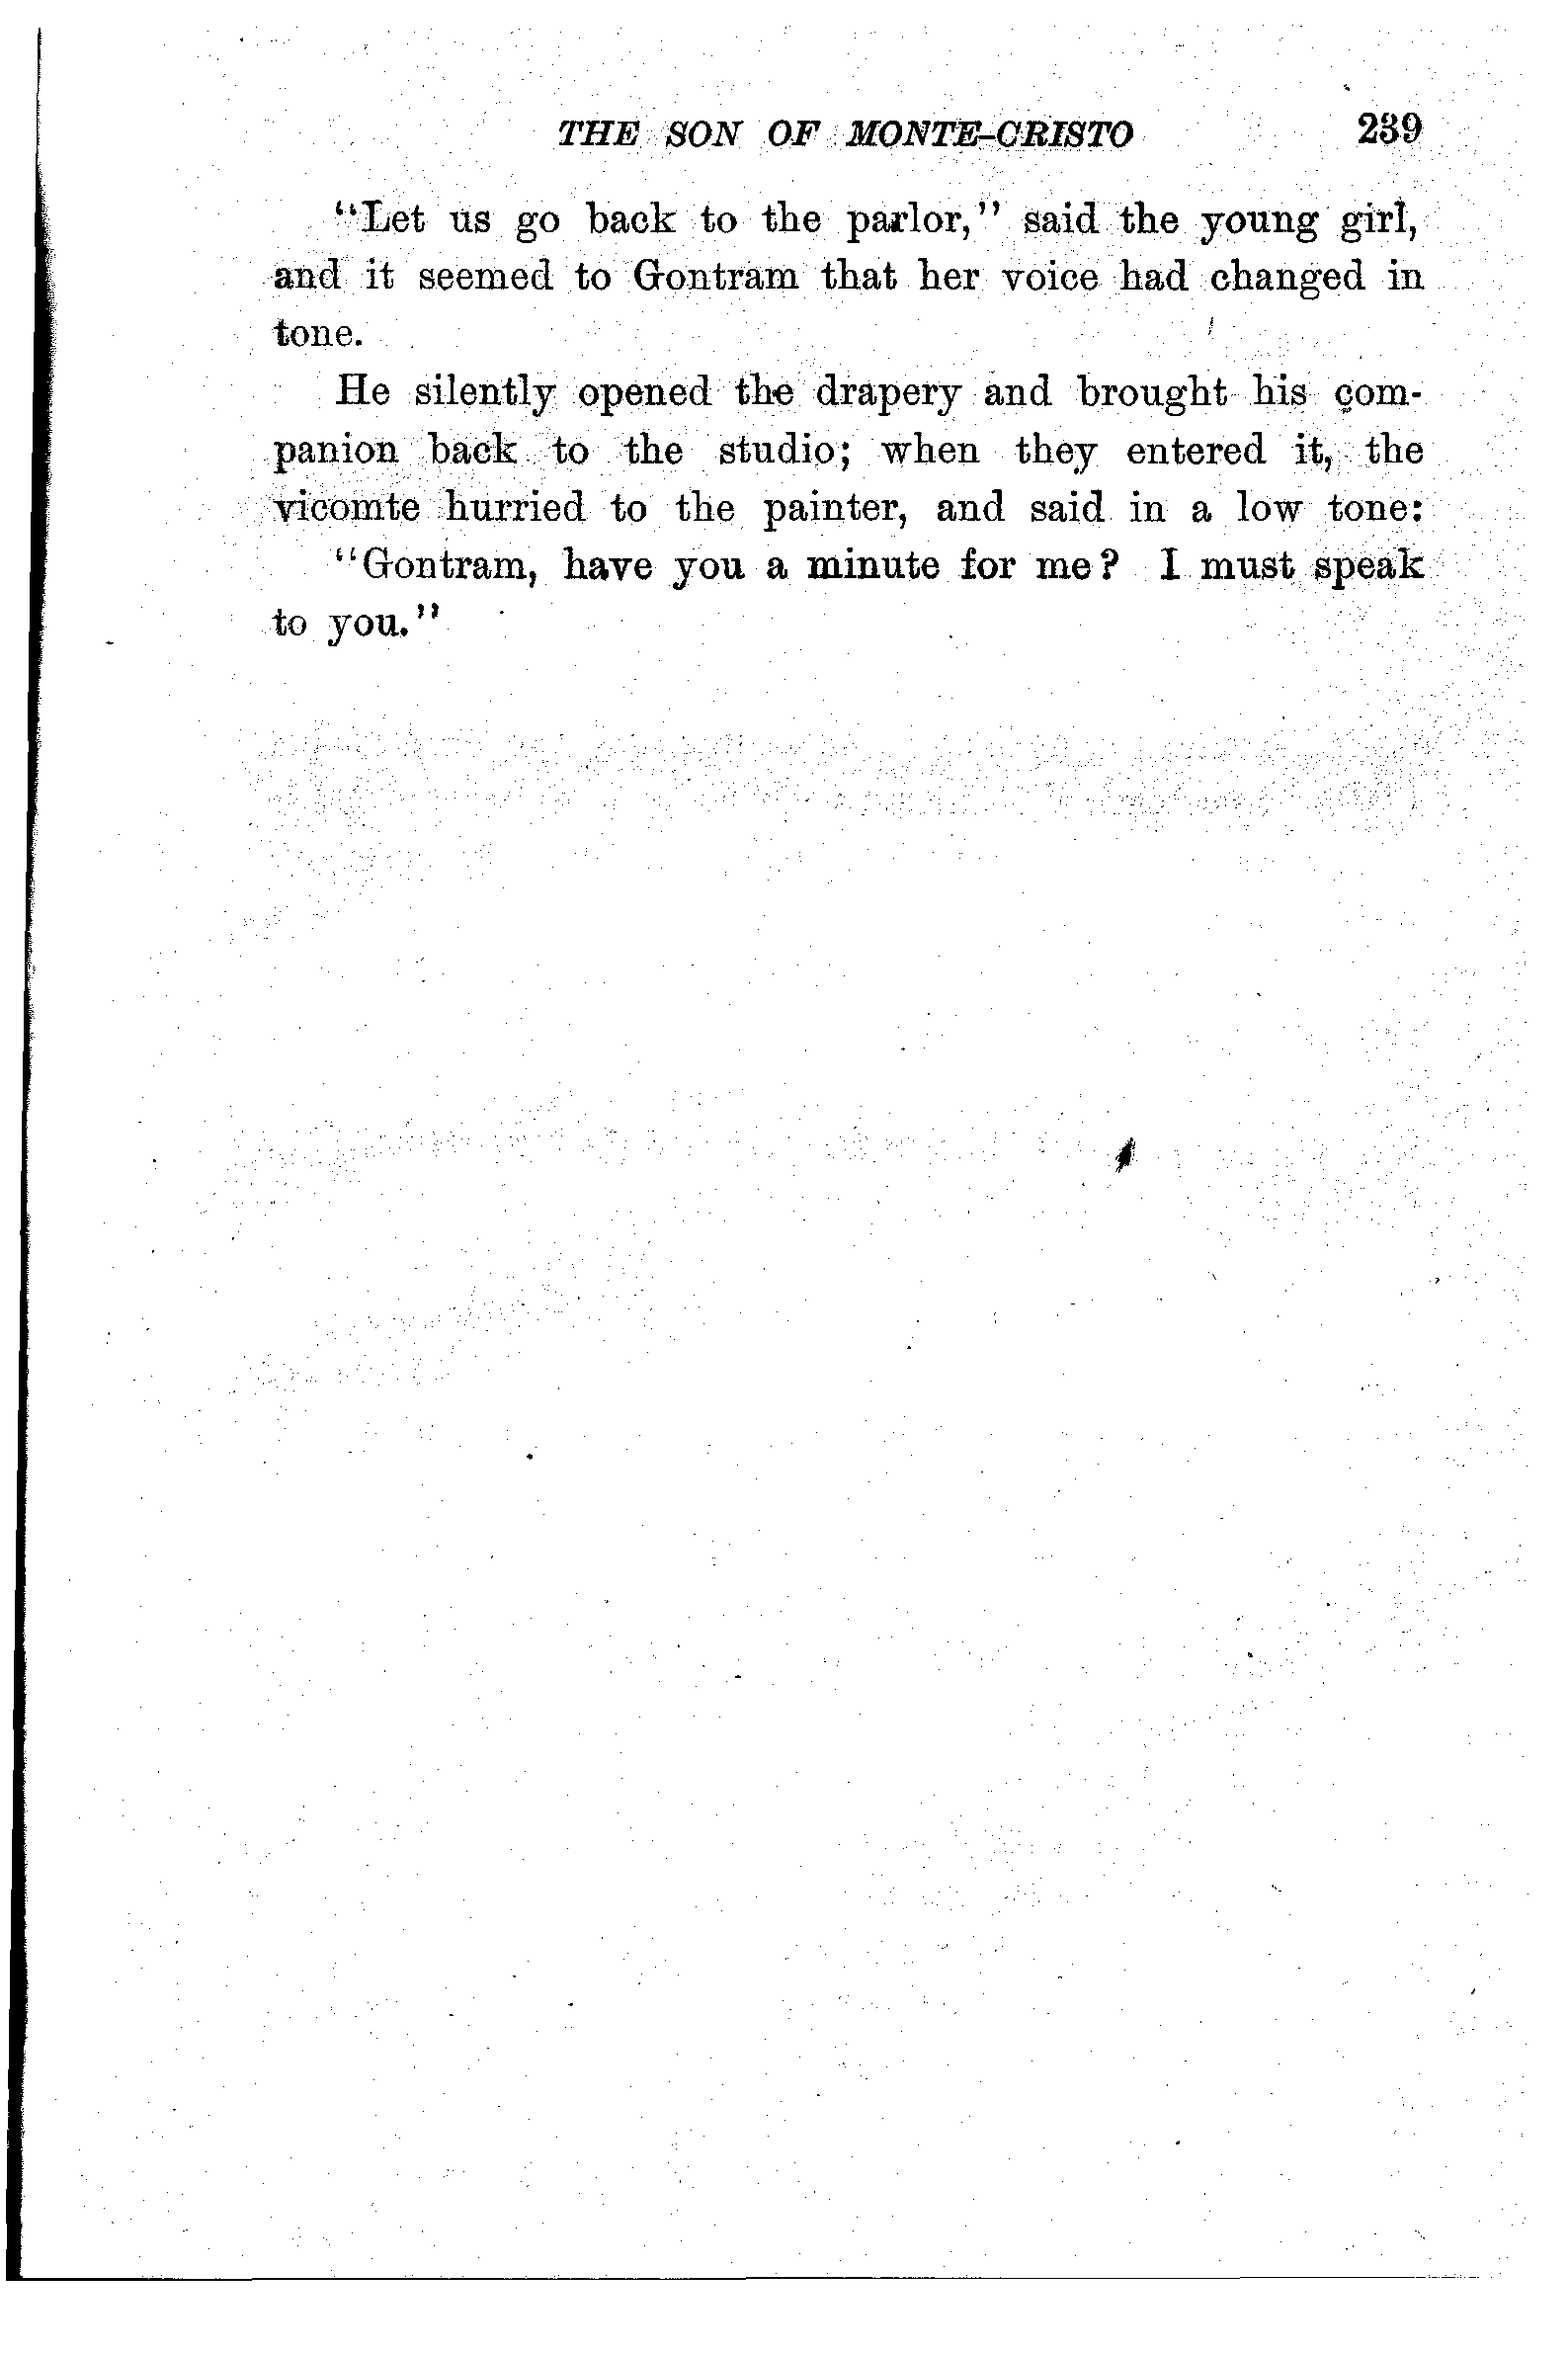 THE SON OF MONTE-CRISTO 239
"Let us go back to the parlor," said the young girl,
and it seemed to Gontram that her voice had changed in
tone.
He silently opened the drapery and brought his com-
panion back to the studio; when they entered it, the
vicomte hurried to the painter, and said in a low tone:
"Gontram, have you a minute for me? I must speak
to you."